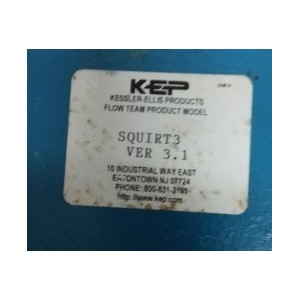 KEP
KESSLER-ELLIS PRODUCTS
FLOW TEAM PRODUCT MODEL
SQUIRT3
VER 3.1
10 INDUSTRIAL WAY EAST
EATONTOWN NJ 07724
PHONE: 800-631-2165
http://www.kep.com